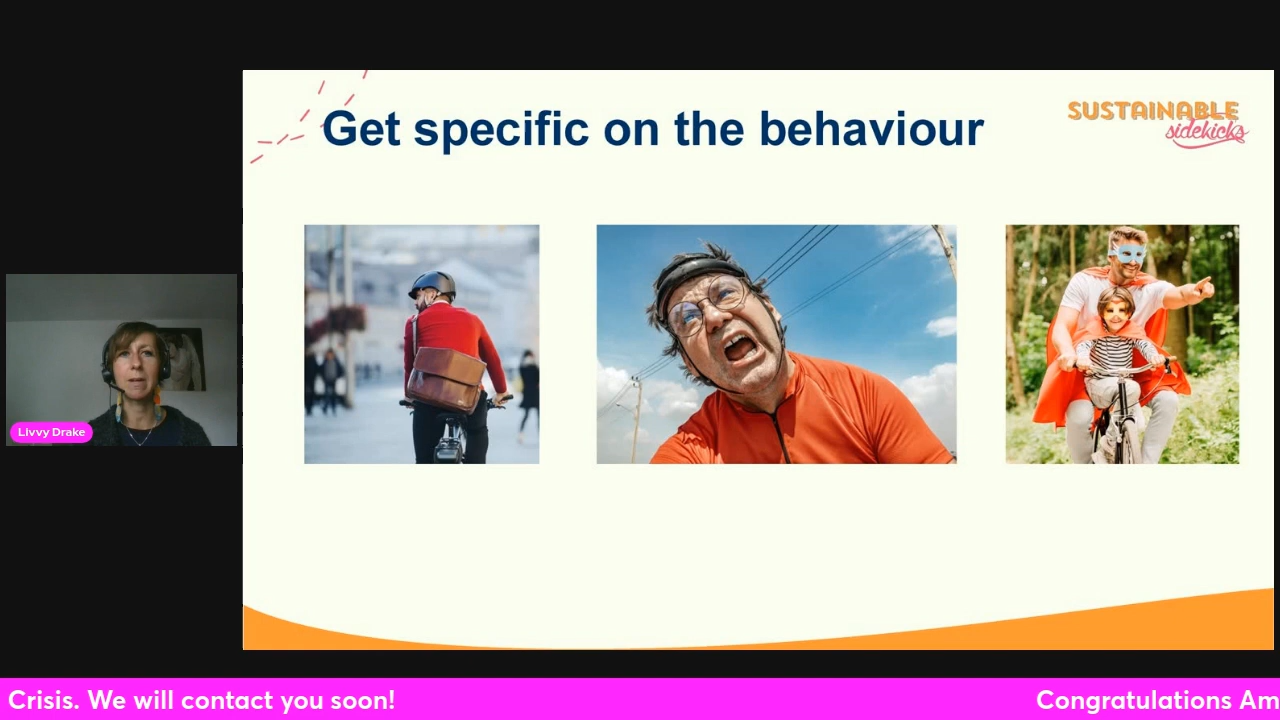 Get specific on the behaviour
SUSTAINABLE
sidekicks
Livvy Drake
Crisis. We will contact you soon!
Congratulations Am